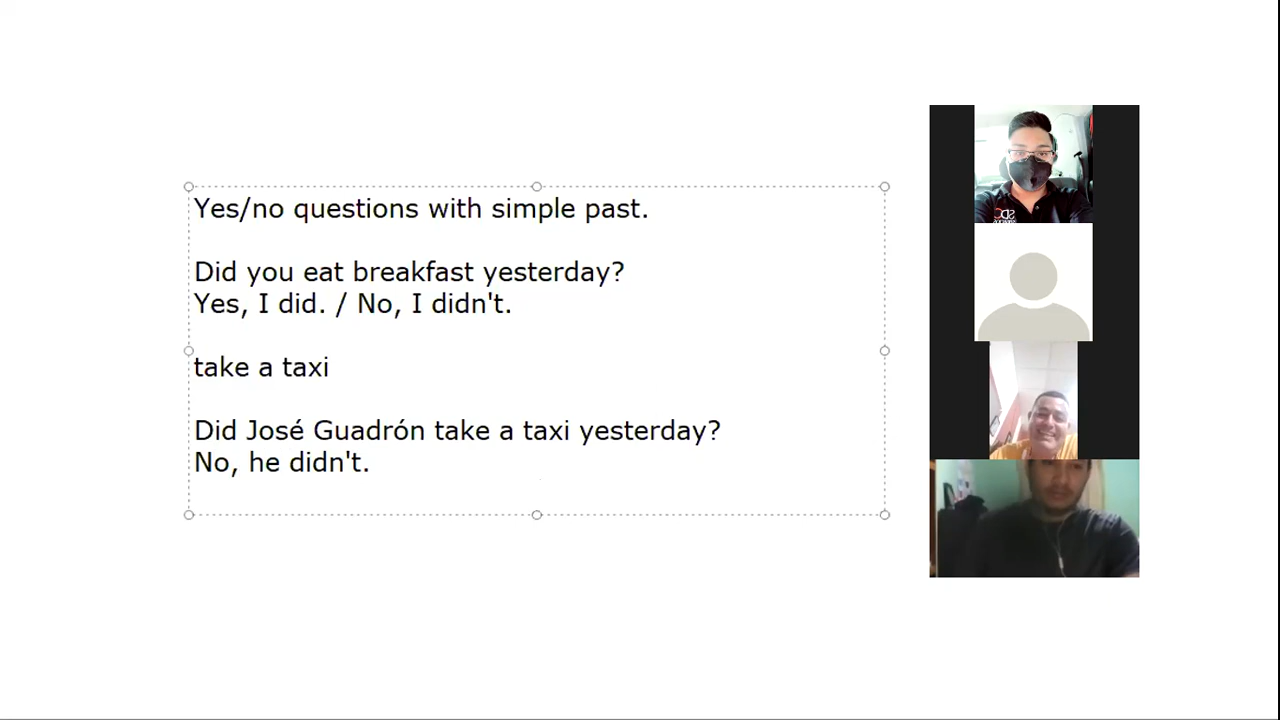 Yes/no questions with simple past.
Did you eat breakfast yesterday?
Yes, I did. / No, I didn't.
take a taxi
Did José Guadrón take a taxi yesterday?
No, he didn't.